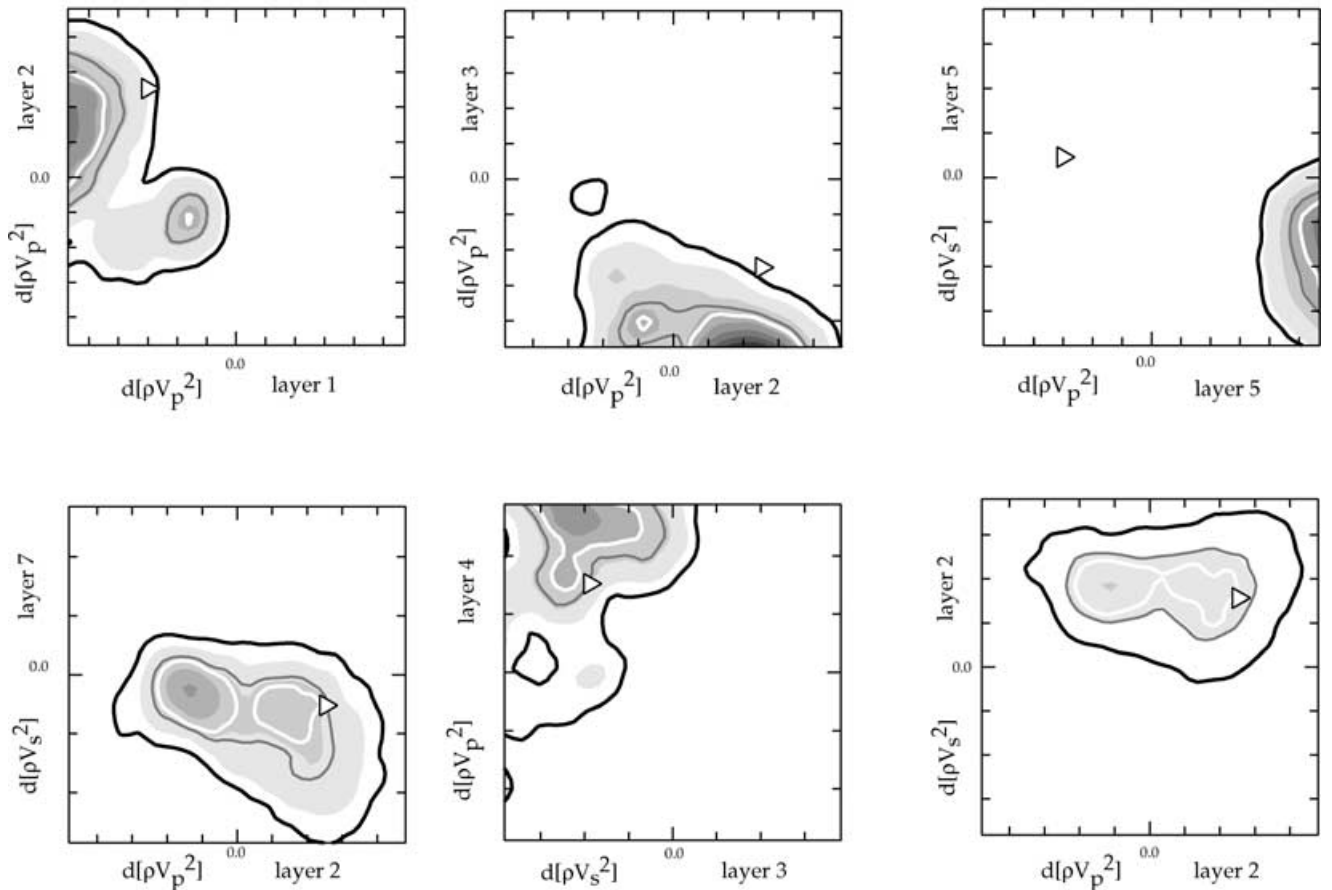 layer 2
0.0
d[ρVp²]
0.0
d[ρVp²] layer 1
layer 3
0.0
d[ρVp²]
0.0
d[ρVp²] layer 2
layer 5
0.0
d[ρVs²]
0.0
d[ρVp²] layer 5
layer 7
0.0
d[ρVs²]
0.0
d[ρVp²] layer 2
layer 4
0.0
d[ρVp²]
0.0
d[ρVs²] layer 3
layer 2
0.0
d[ρVs²]
0.0
d[ρVp²] layer 2